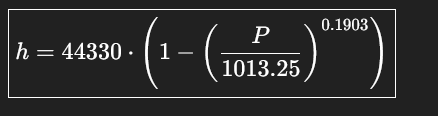 h = 44330 · (1 − (P / 1013.25)^0.1903)